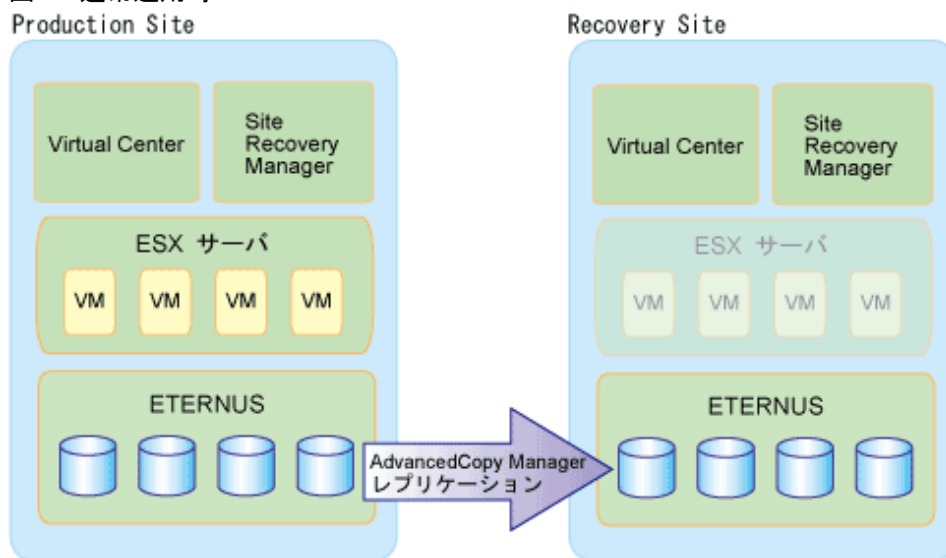 Production Site
Virtual Center
Site
Recovery
Manager
ESX サーバ
VM VM VM VM
ETERNUS
AdvancedCopy Manager
レプリケーション
Recovery Site
Virtual Center
Site
Recovery
Manager
ESX サーバ
VM VM VM VM
ETERNUS